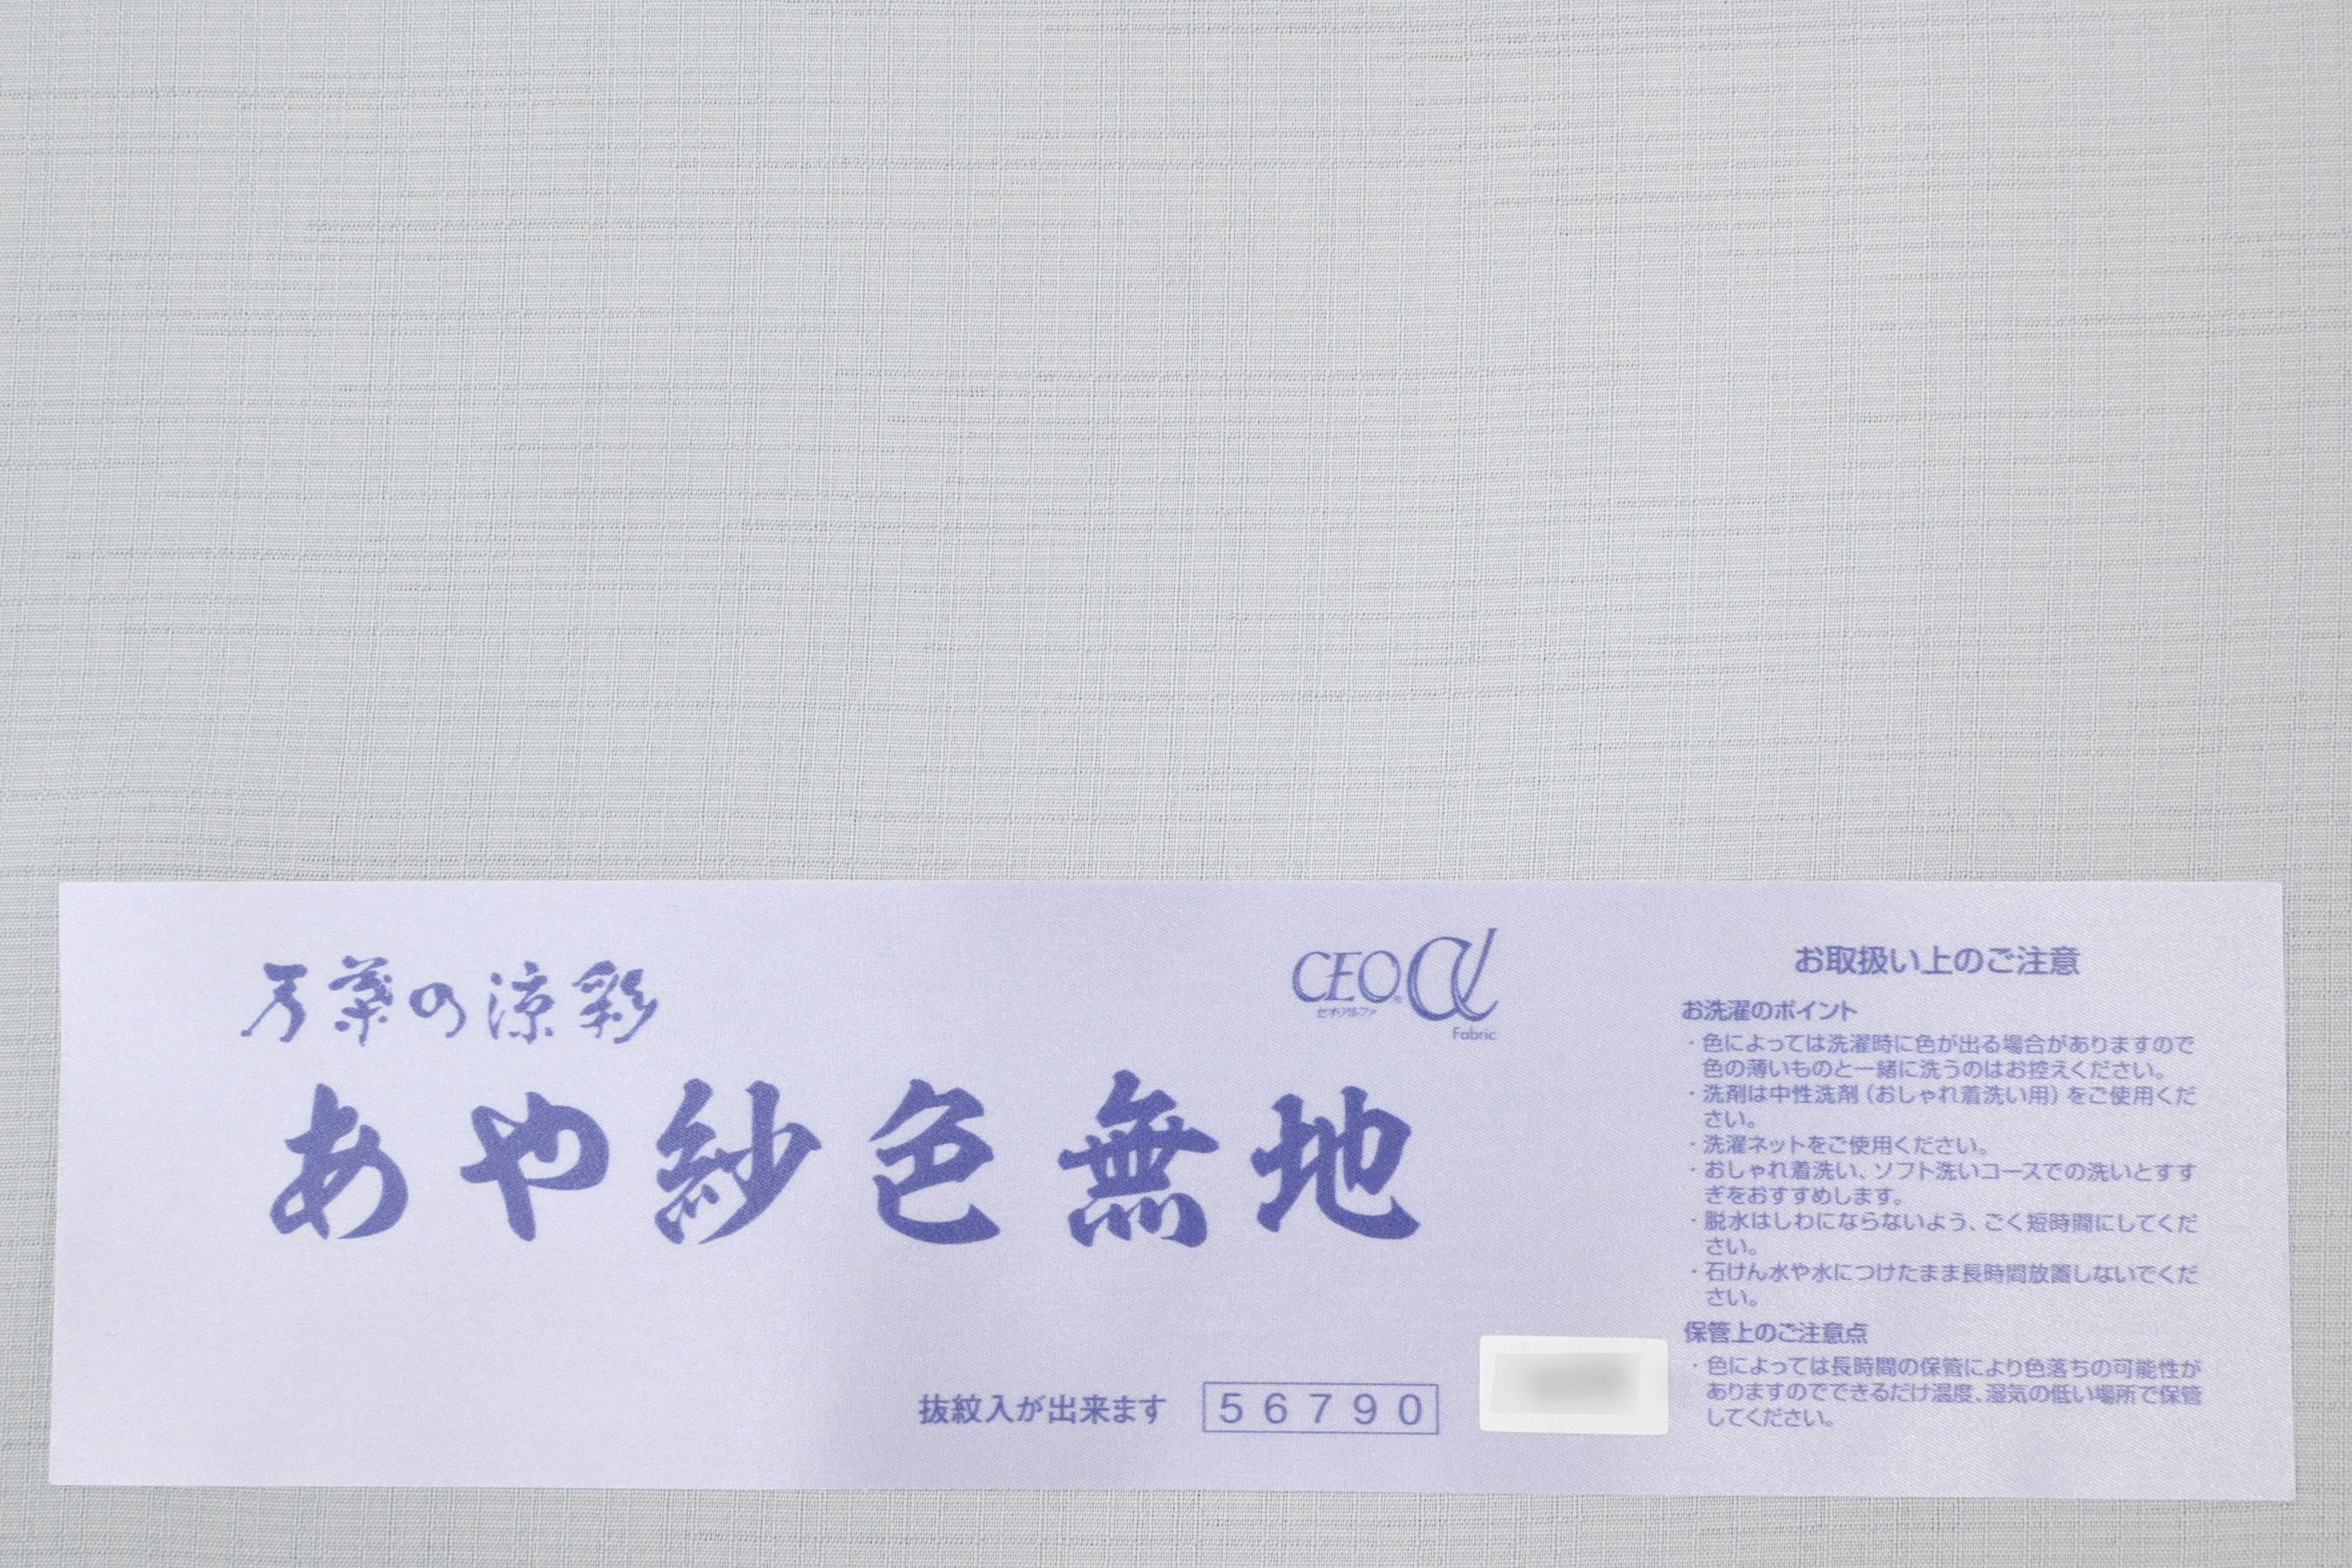 万葉の涼彩
あや紗色無地
CEO® α
セオ・アルファ
Fabric
抜紋入が出来ます 56790
お取扱い上のご注意
お洗濯のポイント
・色によっては洗濯時に色が出る場合がありますので
色の薄いものと一緒に洗うのはお控えください。
・洗剤は中性洗剤(おしゃれ着洗い用)をご使用くだ
さい。
・洗濯ネットをご使用ください。
・おしゃれ着洗い、ソフト洗いコースでの洗いとすす
ぎをおすすめします。
・脱水はしわにならないよう、ごく短時間にしてくだ
さい。
・石けん水や水につけたまま長時間放置しないでくだ
さい。
保管上のご注意点
・色によっては長時間の保管により色落ちの可能性が
ありますのでできるだけ温度、湿気の低い場所で保管
してください。